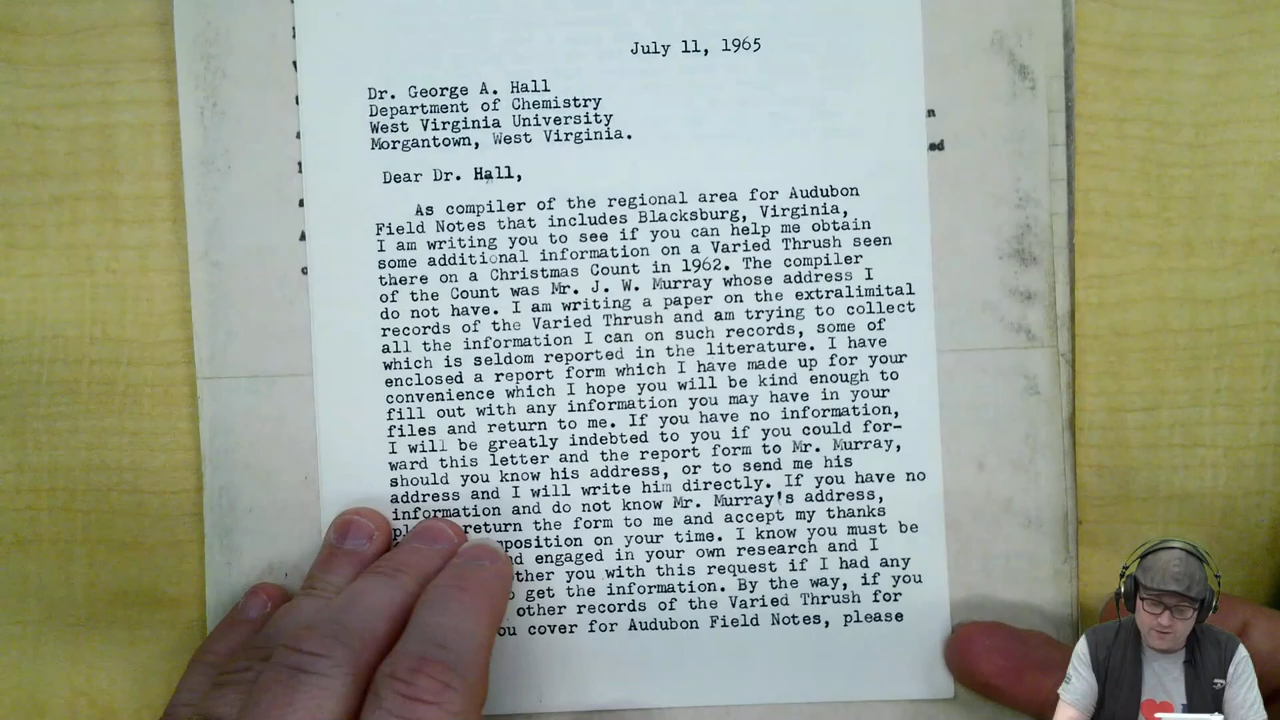 July 11, 1965
Dr. George A. Hall
Department of Chemistry
West Virginia University
Morgantown, West Virginia.
Dear Dr. Hall,
As compiler of the regional area for Audubon
Field Notes that includes Blacksburg, Virginia,
I am writing you to see if you can help me obtain
some additional information on a Varied Thrush seen
there on a Christmas Count in 1962. The compiler
of the Count was Mr. J. W. Murray whose address I
do not have. I am writing a paper on the extralimital
records of the Varied Thrush and am trying to collect
all the information I can on such records, some of
which is seldom reported in the literature. I have
enclosed a report form which I have made up for your
convenience which I hope you will be kind enough to
fill out with any information you may have in your
files and return to me. If you have no information,
I will be greatly indebted to you if you could for-
ward this letter and the report form to Mr. Murray,
should you know his address, or to send me his
address and I will write him directly. If you have no
information and do not know Mr. Murray's address,
return the form to me and accept my thanks
position on your time. I know you must be
engaged in your own research and I
you with this request if I had any
get the information. By the way, if you
other records of the Varied Thrush for
cover for Audubon Field Notes, please